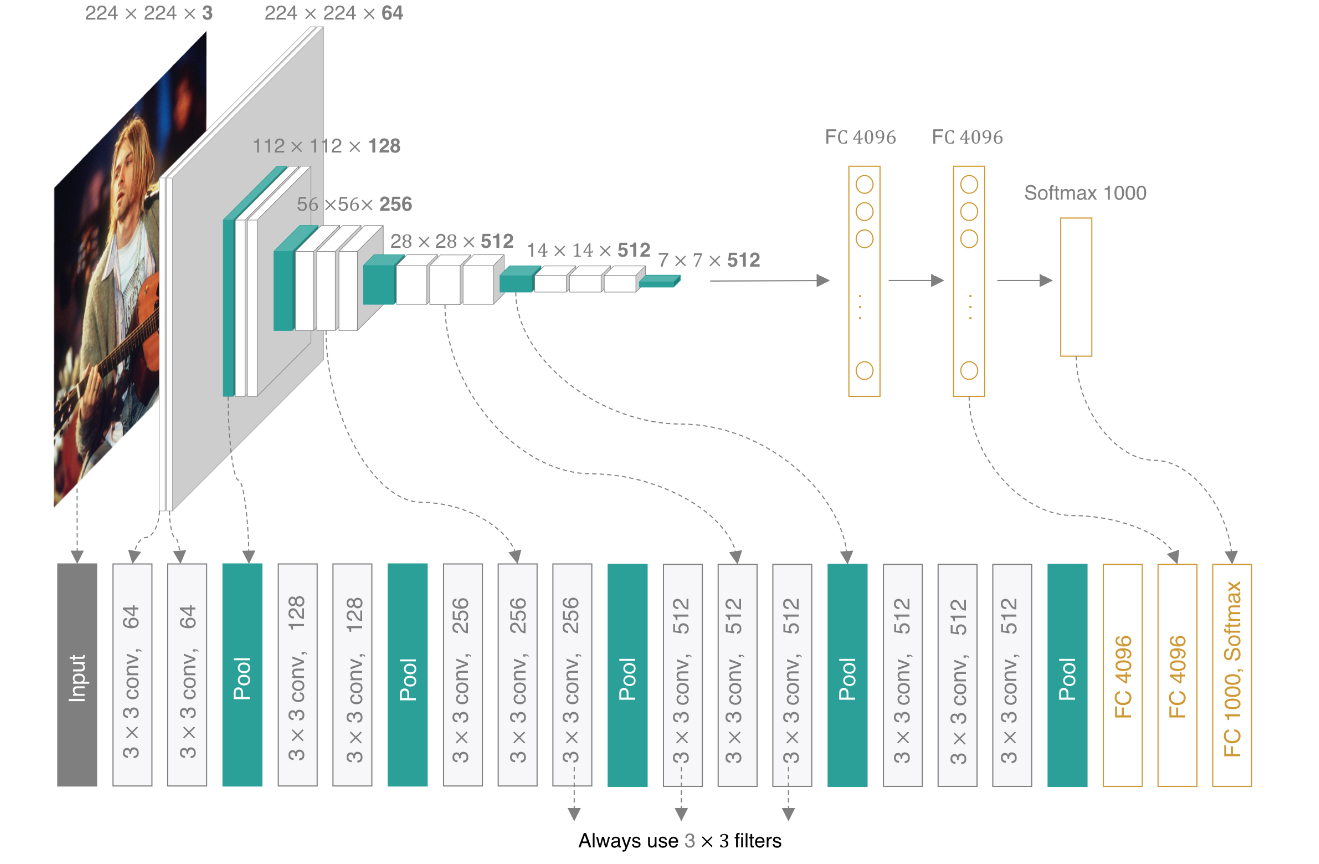 224 × 224 × 3
224 × 224 × 64
112 × 112 × 128
56 ×56× 256
28 × 28 × 512
14 × 14 × 512
7 × 7 × 512
FC 4096
FC 4096
Softmax 1000
Input
3 × 3 conv, 64
3 × 3 conv, 64
Pool
3 × 3 conv, 128
3 × 3 conv, 128
Pool
3 × 3 conv, 256
3 × 3 conv, 256
3 × 3 conv, 256
Pool
3 × 3 conv, 512
3 × 3 conv, 512
3 × 3 conv, 512
Pool
3 × 3 conv, 512
3 × 3 conv, 512
3 × 3 conv, 512
Pool
FC 4096
FC 4096
FC 1000, Softmax
Always use 3 × 3 filters